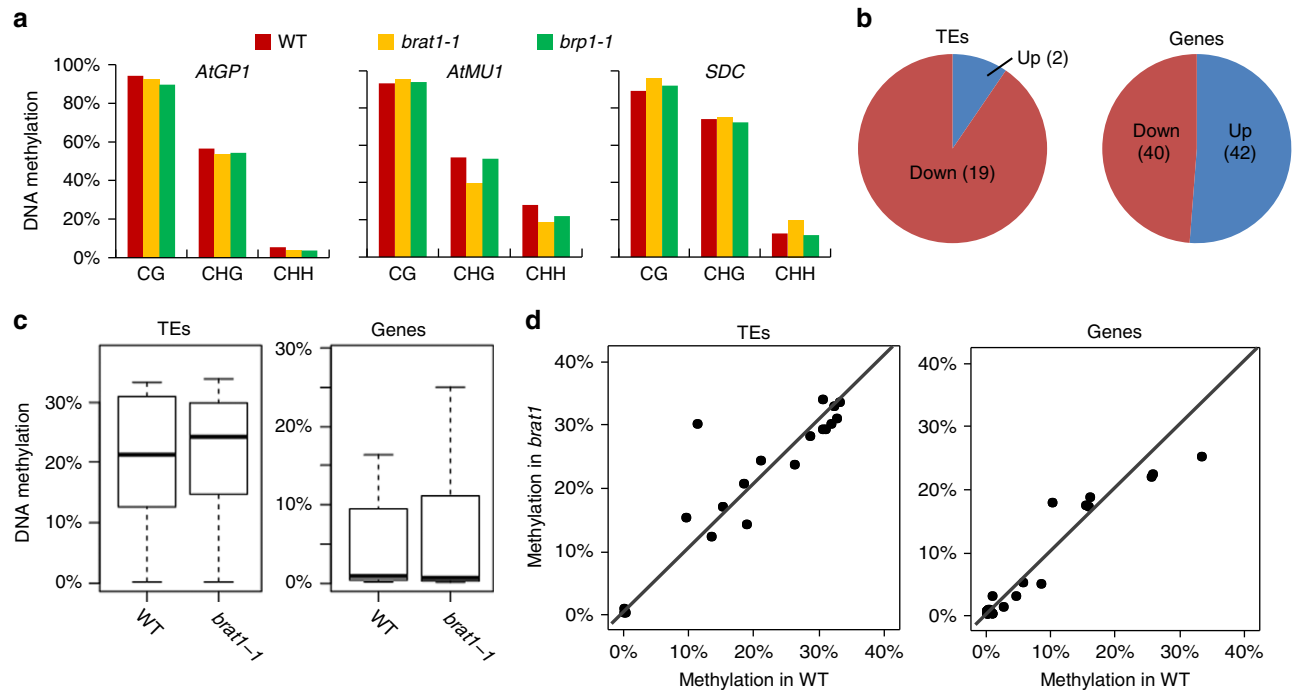 a
WT
brat1-1
brp1-1
AtGP1
AtMU1
SDC
DNA methylation
100%
80%
60%
40%
20%
0%
CG
CHG
CHH
CG
CHG
CHH
CG
CHG
CHH
b
TEs
Up (2)
Down (19)
Genes
Down
(40)
Up
(42)
c
TEs
DNA methylation
30%
20%
10%
0%
WT
brat1–1
Genes
30%
20%
10%
0%
WT
brat1–1
d
TEs
Methylation in brat1
40%
30%
20%
10%
0%
0%
10%
20%
30%
40%
Methylation in WT
Genes
40%
30%
20%
10%
0%
0%
10%
20%
30%
40%
Methylation in WT